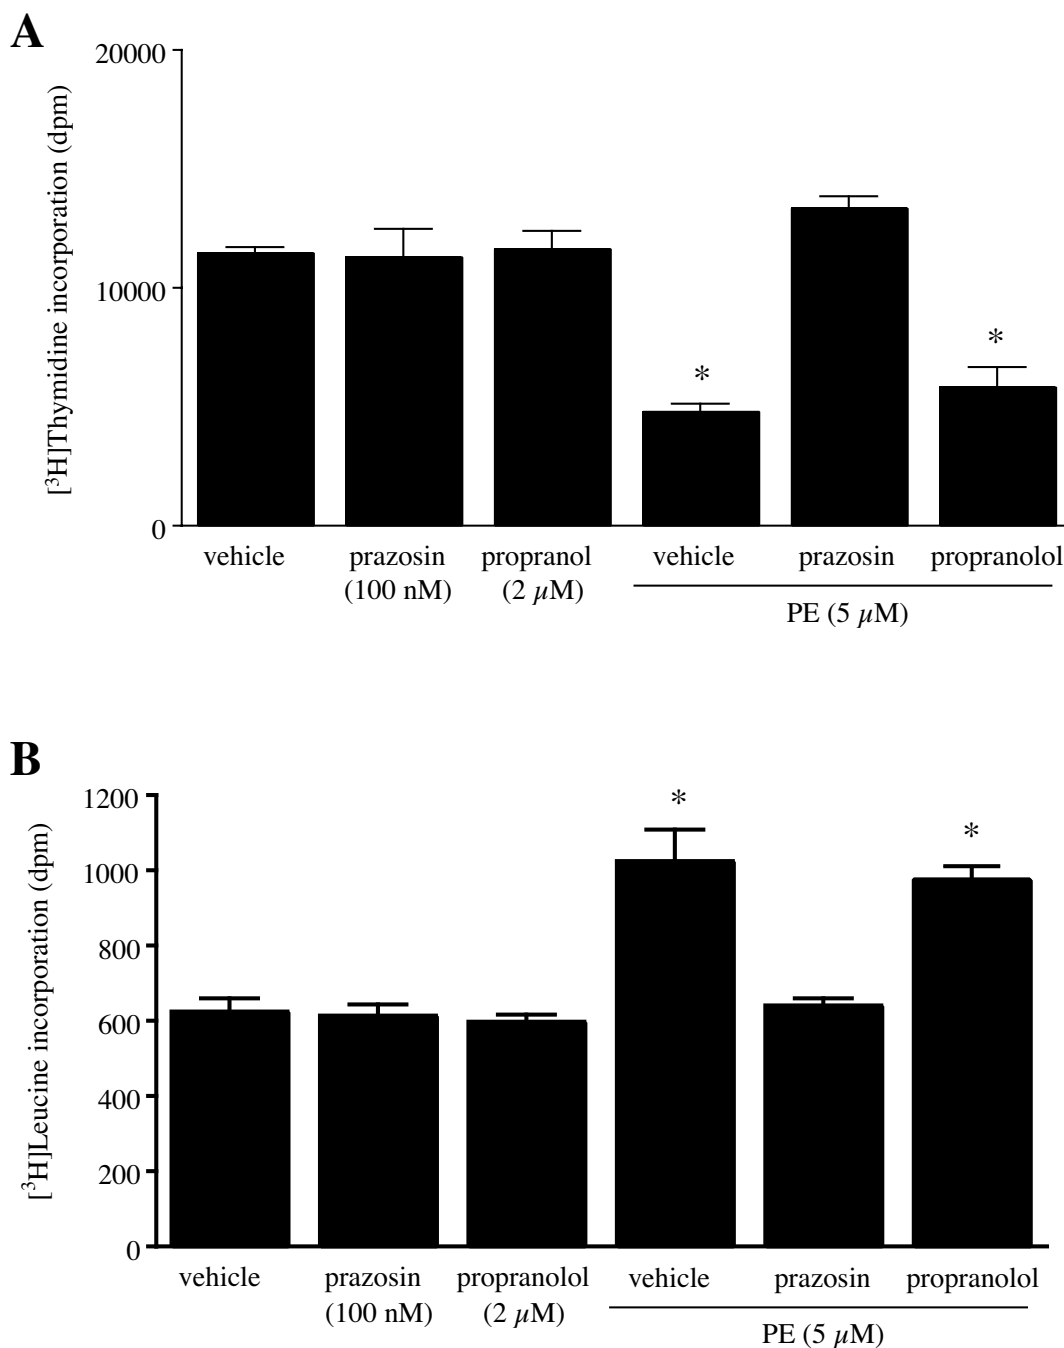 A
20000
10000
0
[³H]Thymidine incorporation (dpm)
*
*
vehicle prazosin propranol vehicle prazosin propranolol
(100 nM) (2 µM)
PE (5 µM)
B
1200
1000
800
600
400
200
0
[³H]Leucine incorporation (dpm)
*
*
vehicle prazosin propranolol vehicle prazosin propranolol
(100 nM) (2 µM)
PE (5 µM)